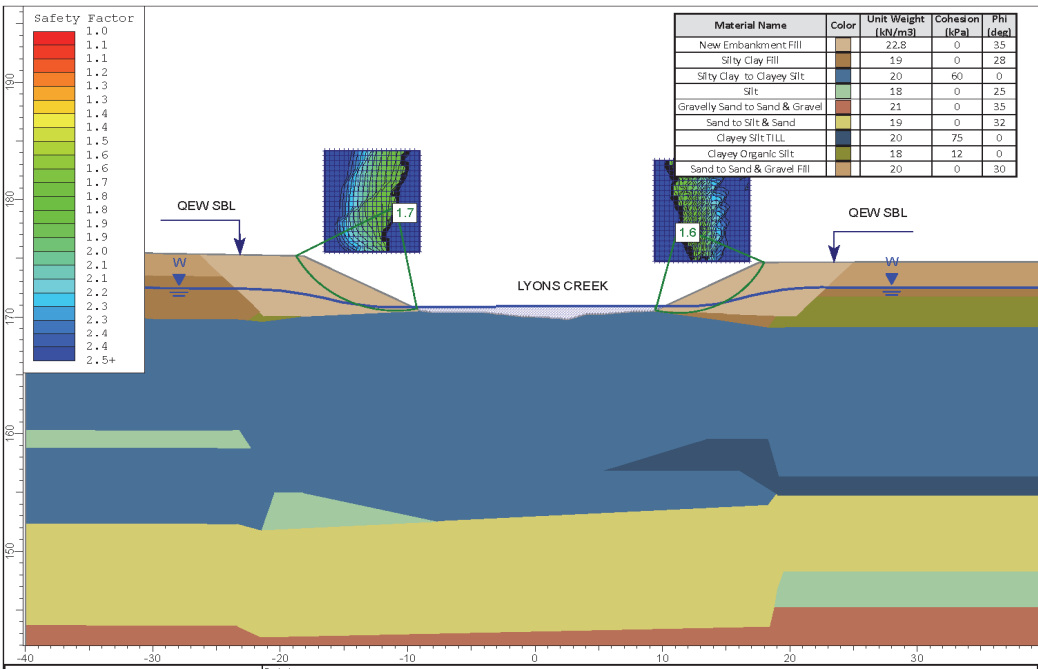 Safety Factor
1.0
1.1
1.1
1.2
1.3
1.3
1.4
1.4
1.5
1.6
1.6
1.7
1.8
1.8
1.9
1.9
2.0
2.1
2.1
2.2
2.3
2.3
2.4
2.4
2.5+
Material Name Color Unit Weight (kN/m3) Cohesion (kPa) Phi (deg)
New Embankment Fill 22.8 0 35
Silty Clay Fill 19 0 28
Silty Clay to Clayey Silt 20 60 0
Silt 18 0 25
Gravelly Sand to Sand & Gravel 21 0 35
Sand to Silt & Sand 19 0 32
Clayey Silt TILL 20 75 0
Clayey Organic Silt 18 12 0
Sand to Sand & Gravel Fill 20 0 30
QEW SBL
1.7
1.6
QEW SBL
W
W
LYONS CREEK
190
180
170
160
150
-40 -30 -20 -10 0 10 20 30